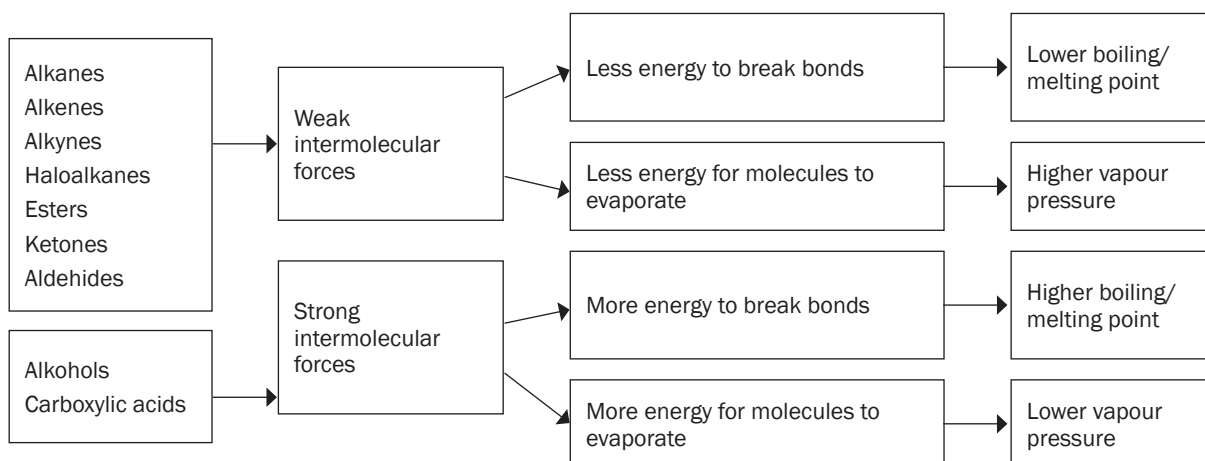 Alkanes
Alkenes
Alkynes
Haloalkanes
Esters
Ketones
Aldehides
Weak
intermolecular
forces
Less energy to break bonds
Lower boiling/
melting point
Less energy for molecules to
evaporate
Higher vapour
pressure
Alkohols
Carboxylic acids
Strong
intermolecular
forces
More energy to break bonds
Higher boiling/
melting point
More energy for molecules to
evaporate
Lower vapour
pressure